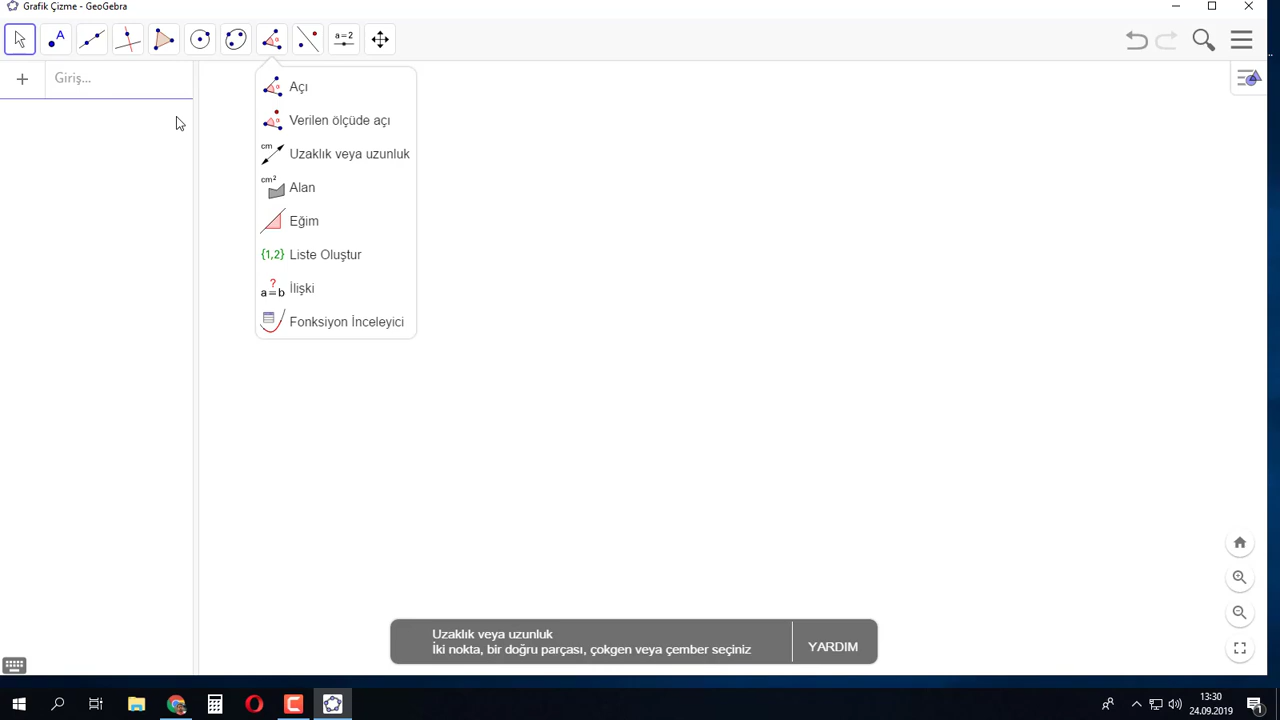 Grafik Çizme - GeoGebra
A
a=2
Giriş...
Açı
Verilen ölçüde açı
cm
Uzaklık veya uzunluk
cm²
Alan
Eğim
{1,2} Liste Oluştur
?
a=b İlişki
Fonksiyon İnceleyici
Uzaklık veya uzunluk
İki nokta, bir doğru parçası, çokgen veya çember seçiniz
YARDIM
13:30
24.09.2019
1